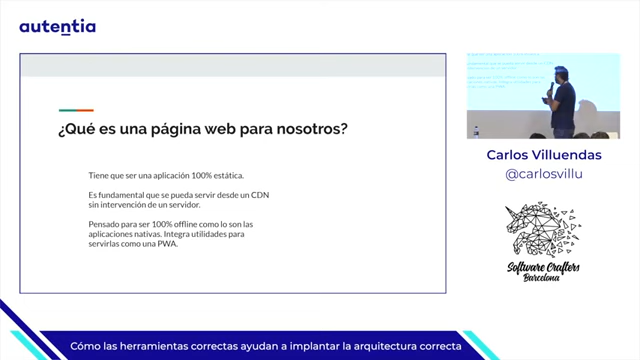 autentia
¿Qué es una página web para nosotros?
Tiene que ser una aplicación 100% estática.
Es fundamental que se pueda servir desde un CDN
sin intervención de un servidor.
Pensado para ser 100% offline como lo son las
aplicaciones nativas. Integra utilidades para
servirlas como una PWA.
Carlos Villuendas
@carlosvillu
Software Crafters
Barcelona
Cómo las herramientas correctas ayudan a implantar la arquitectura correcta